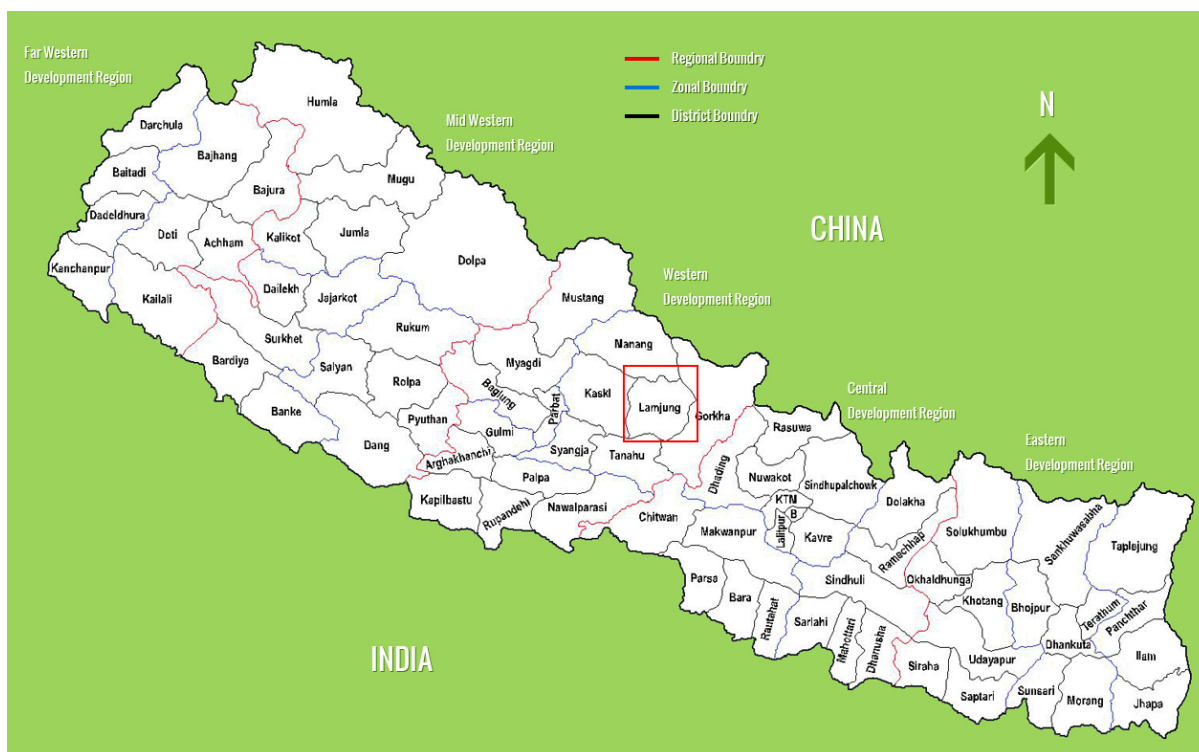 Far Western
Development Region
Regional Boundry
Zonal Boundry
District Boundry
N
Humla
Darchula
Mid Western
Development Region
Bajhang
Baitadi
Mugu
Bajura
Dadeldhura
Doti
Achham
Kalikot
Jumla
CHINA
Dolpa
Kanchanpur
Western
Development Region
Kailali
Dailekh
Jajarkot
Mustang
Rukum
Surkhet
Manang
Bardiya
Salyan
Myagdi
Rolpa
Baglung
Parbat
Kaski
Lamjung
Gorkha
Central
Development Region
Banke
Pyuthan
Gulmi
Rasuwa
Dang
Arghakhanchi
Syangja
Tanahu
Eastern
Development Region
Palpa
Dhading
Nuwakot
Sindhupalchowk
Kapilbastu
Rupandehi
Nawalparasi
KTM
Dolakha
Chitwan
B
Lalitpur
Kavre
Makwanpur
Ramechhap
Solukhumbu
Sankhuwasabha
Taplejung
Parsa
Bara
Rautahat
Sindhuli
Okhaldhunga
Khotang
Bhojpur
Terathum
Panchthar
Sarlahi
Mahottari
Dhanusha
Dhankuta
INDIA
Siraha
Udayapur
Ilam
Saptari
Sunsari
Morang
Jhapa